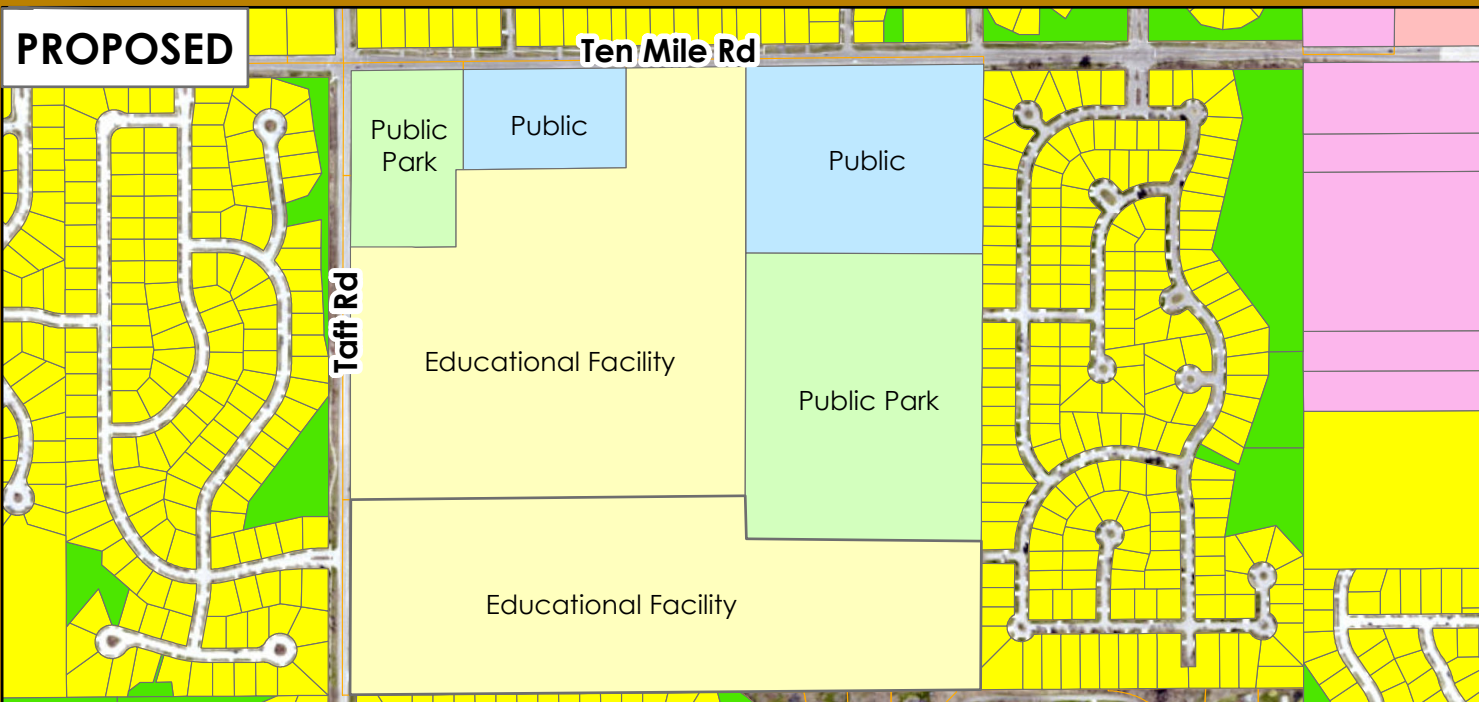 PROPOSED
Ten Mile Rd
Public
Park
Public
Public
Taft Rd
Educational Facility
Public Park
Educational Facility